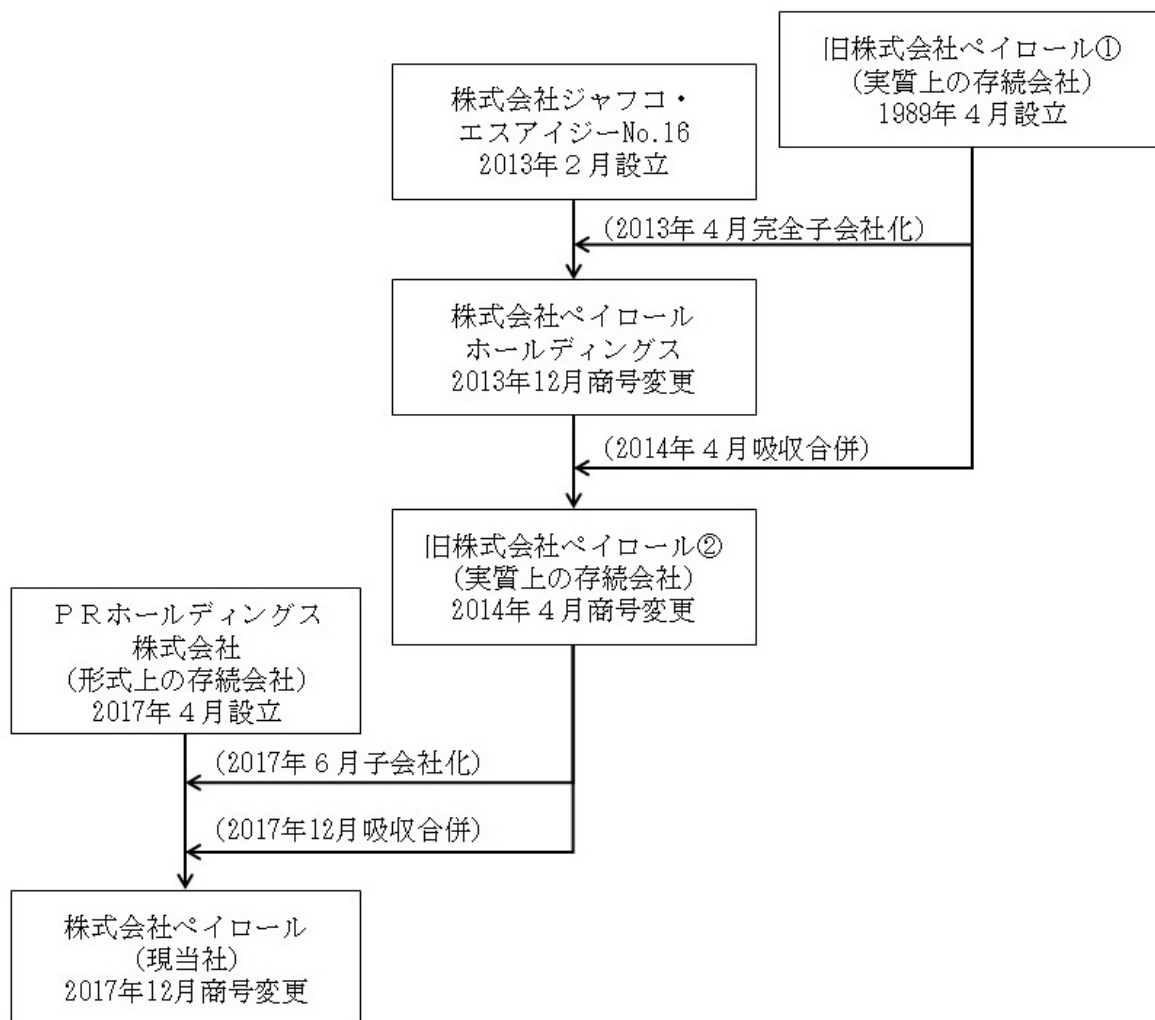 旧株式会社ペイロール①
(実質上の存続会社)
1989年４月設立
株式会社ジャフコ・
エスアイジーNo.16
2013年２月設立
(2013年４月完全子会社化)
株式会社ペイロール
ホールディングス
2013年12月商号変更
(2014年４月吸収合併)
旧株式会社ペイロール②
(実質上の存続会社)
2014年４月商号変更
ＰＲホールディングス
株式会社
(形式上の存続会社)
2017年４月設立
(2017年６月子会社化)
(2017年12月吸収合併)
株式会社ペイロール
(現当社)
2017年12月商号変更